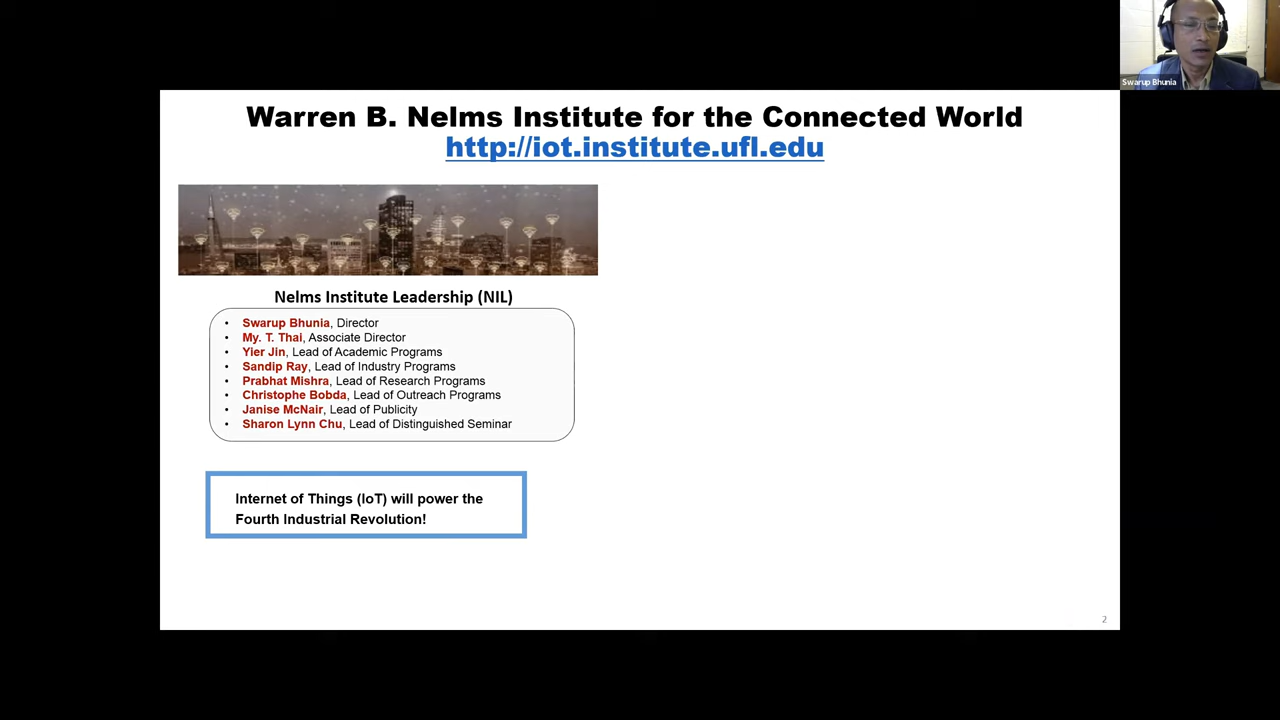 Swarup Bhunia
Warren B. Nelms Institute for the Connected World
http://iot.institute.ufl.edu
Nelms Institute Leadership (NIL)
• Swarup Bhunia, Director
• My. T. Thai, Associate Director
• Yier Jin, Lead of Academic Programs
• Sandip Ray, Lead of Industry Programs
• Prabhat Mishra, Lead of Research Programs
• Christophe Bobda, Lead of Outreach Programs
• Janise McNair, Lead of Publicity
• Sharon Lynn Chu, Lead of Distinguished Seminar
Internet of Things (IoT) will power the
Fourth Industrial Revolution!
2